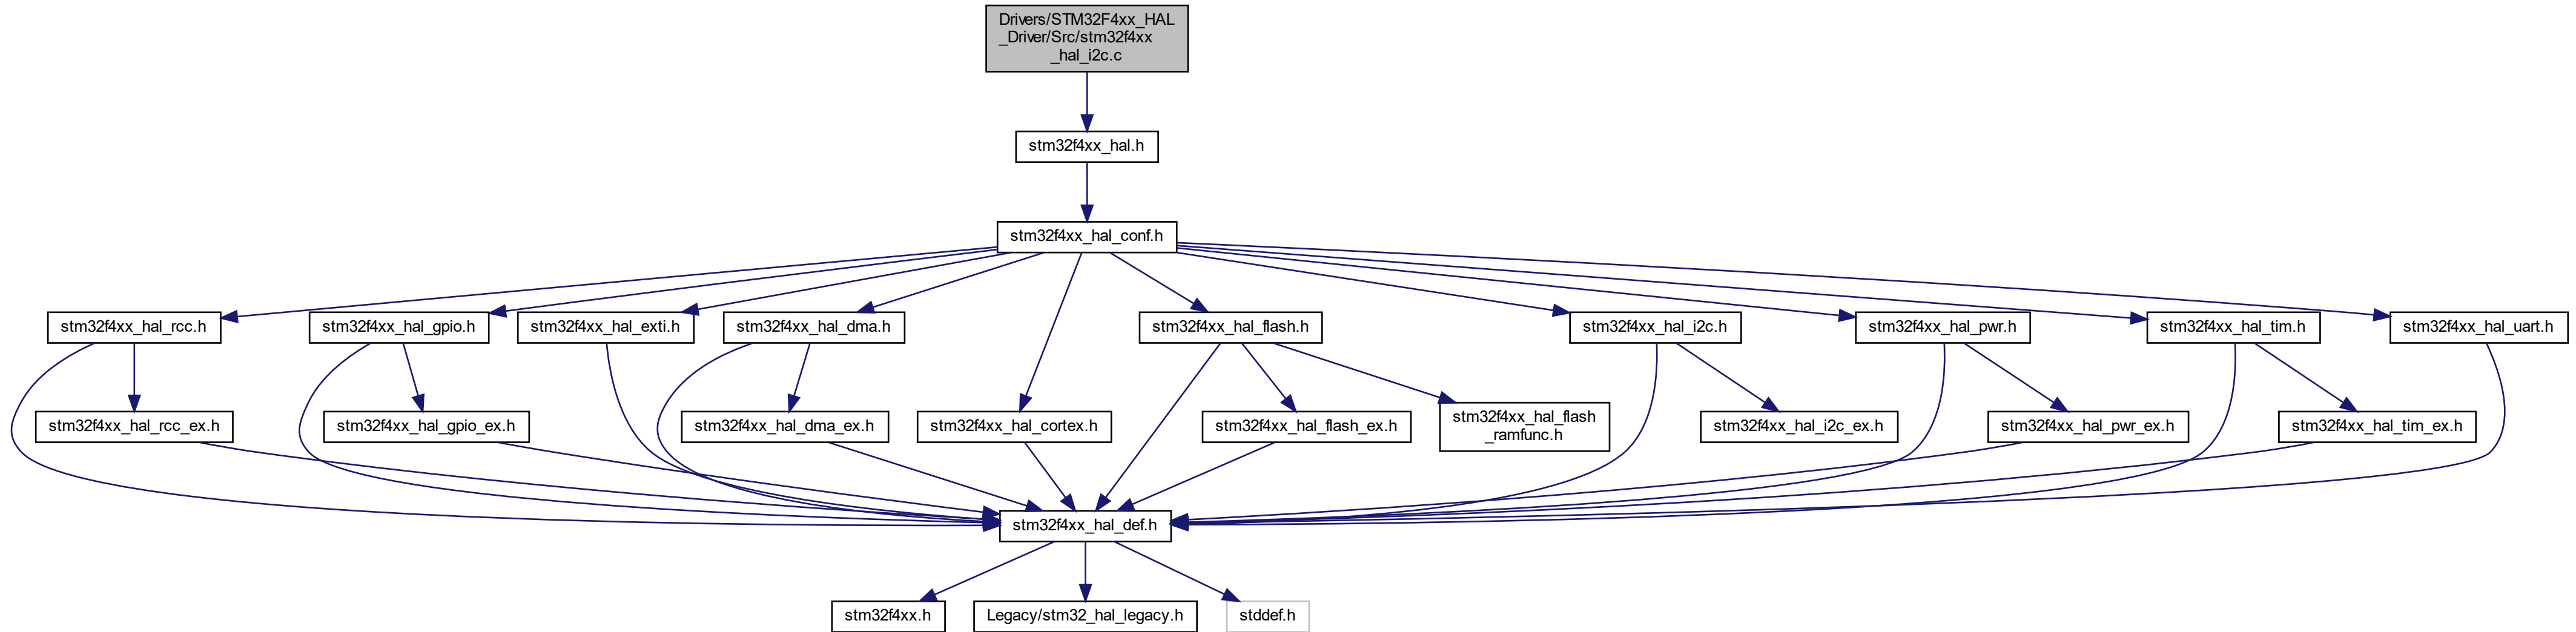 Drivers/STM32F4xx_HAL
_Driver/Src/stm32f4xx
_hal_i2c.c
stm32f4xx_hal.h
stm32f4xx_hal_conf.h
stm32f4xx_hal_rcc.h
stm32f4xx_hal_gpio.h
stm32f4xx_hal_exti.h
stm32f4xx_hal_dma.h
stm32f4xx_hal_flash.h
stm32f4xx_hal_i2c.h
stm32f4xx_hal_pwr.h
stm32f4xx_hal_tim.h
stm32f4xx_hal_uart.h
stm32f4xx_hal_rcc_ex.h
stm32f4xx_hal_gpio_ex.h
stm32f4xx_hal_dma_ex.h
stm32f4xx_hal_cortex.h
stm32f4xx_hal_flash_ex.h
stm32f4xx_hal_flash
_ramfunc.h
stm32f4xx_hal_i2c_ex.h
stm32f4xx_hal_pwr_ex.h
stm32f4xx_hal_tim_ex.h
stm32f4xx_hal_def.h
stm32f4xx.h
Legacy/stm32_hal_legacy.h
stddef.h